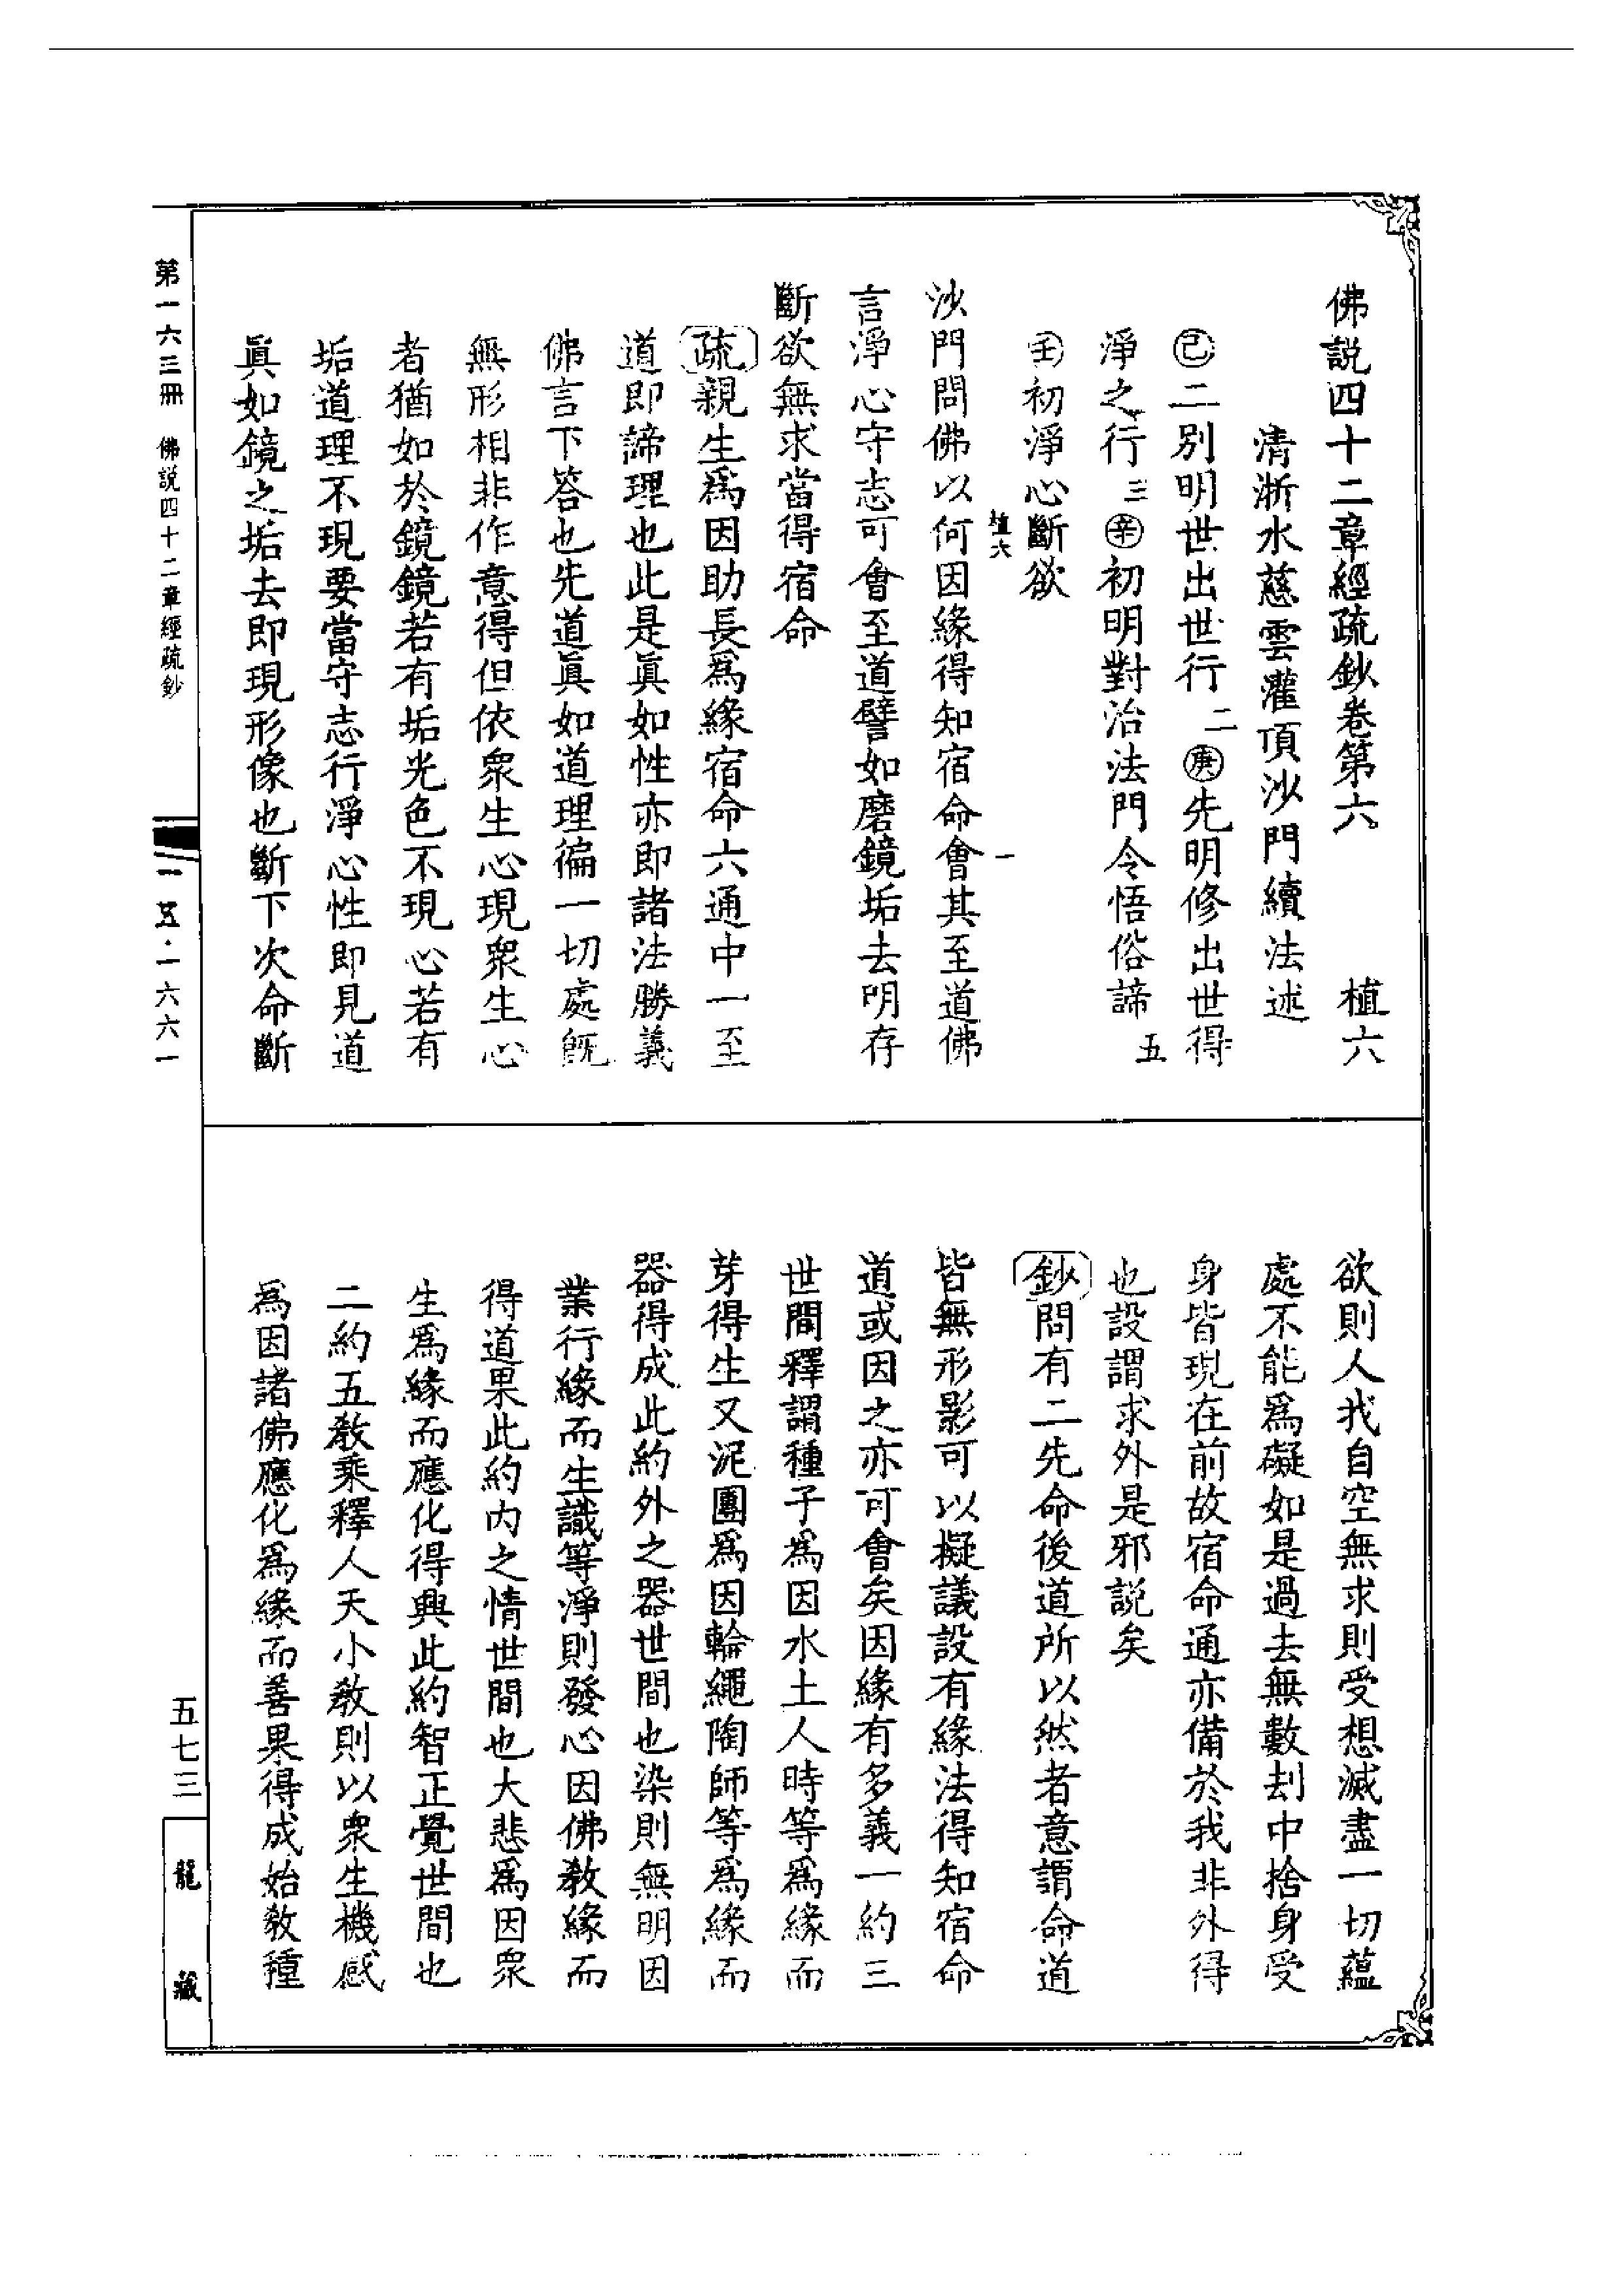 佛説四十二章經疏鈔卷第六　植六
清浙水慈雲灌頂沙門續法述
㊁己二別明世出世行二庚先明修出世得
淨之行三辛初明對治法門令悟俗諦五
壬初淨心斷欲
植六　一
沙門問佛以何因緣得知宿命會其至道佛
言淨心守志可會至道譬如磨鏡垢去明存
斷欲無求當得宿命
疏親生爲因助長爲緣宿命六通中一至
道即諦理也此是眞如性亦即諸法勝義
佛言下答也先道眞如道理徧一切處旣
無形相非作意得但依衆生心現衆生心
者猶如於鏡鏡若有垢光色不現心若有
垢道理不現要當守志行淨心性即見道
眞如鏡之垢去即現形像也斷下次命斷
欲則人我自空無求則受想滅盡一切蘊
處不能爲礙如是過去無數刦中捨身受
身皆現在前故宿命通亦備於我非外得
也設謂求外是邪説矣
鈔問有二先命後道所以然者意謂命道
皆無形影可以擬議設有緣法得知宿命
道或因之亦可會矣因緣有多義一約三
世間釋謂種子爲因水土人時等爲緣而
芽得生又泥團爲因輪繩陶師等爲緣而
器得成此約外之器世間也染則無明因
業行緣而生識等淨則發心因佛教緣而
得道果此約內之情世間也大悲爲因衆
生爲緣而應化得興此約智正覺世間也
二約五教乘釋人天小教則以衆生機感
爲因諸佛應化爲緣而善果得成始教種
第一六三冊　佛説四十二章經疏鈔
一五·一六六一
五七三
龍藏